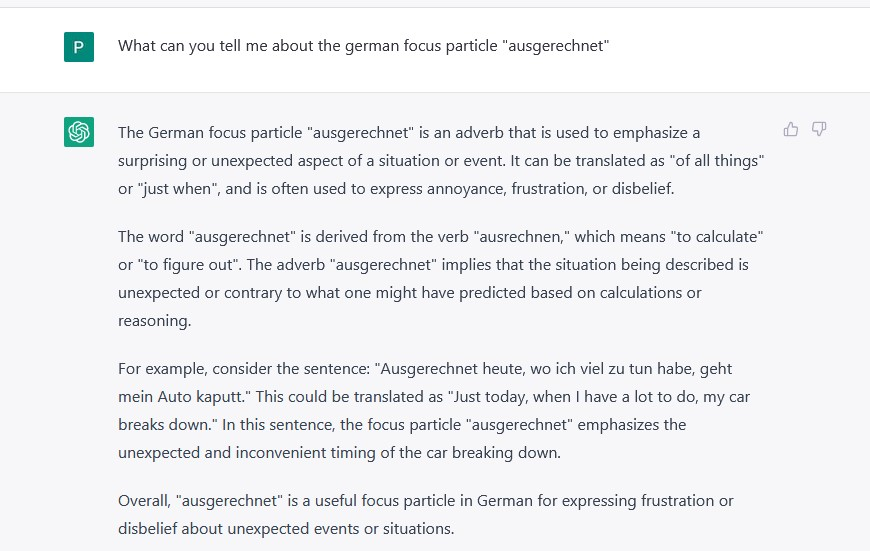 P
What can you tell me about the german focus particle "ausgerechnet"
The German focus particle "ausgerechnet" is an adverb that is used to emphasize a
surprising or unexpected aspect of a situation or event. It can be translated as "of all things"
or "just when", and is often used to express annoyance, frustration, or disbelief.
The word "ausgerechnet" is derived from the verb "ausrechnen," which means "to calculate"
or "to figure out". The adverb "ausgerechnet" implies that the situation being described is
unexpected or contrary to what one might have predicted based on calculations or
reasoning.
For example, consider the sentence: "Ausgerechnet heute, wo ich viel zu tun habe, geht
mein Auto kaputt." This could be translated as "Just today, when I have a lot to do, my car
breaks down." In this sentence, the focus particle "ausgerechnet" emphasizes the
unexpected and inconvenient timing of the car breaking down.
Overall, "ausgerechnet" is a useful focus particle in German for expressing frustration or
disbelief about unexpected events or situations.